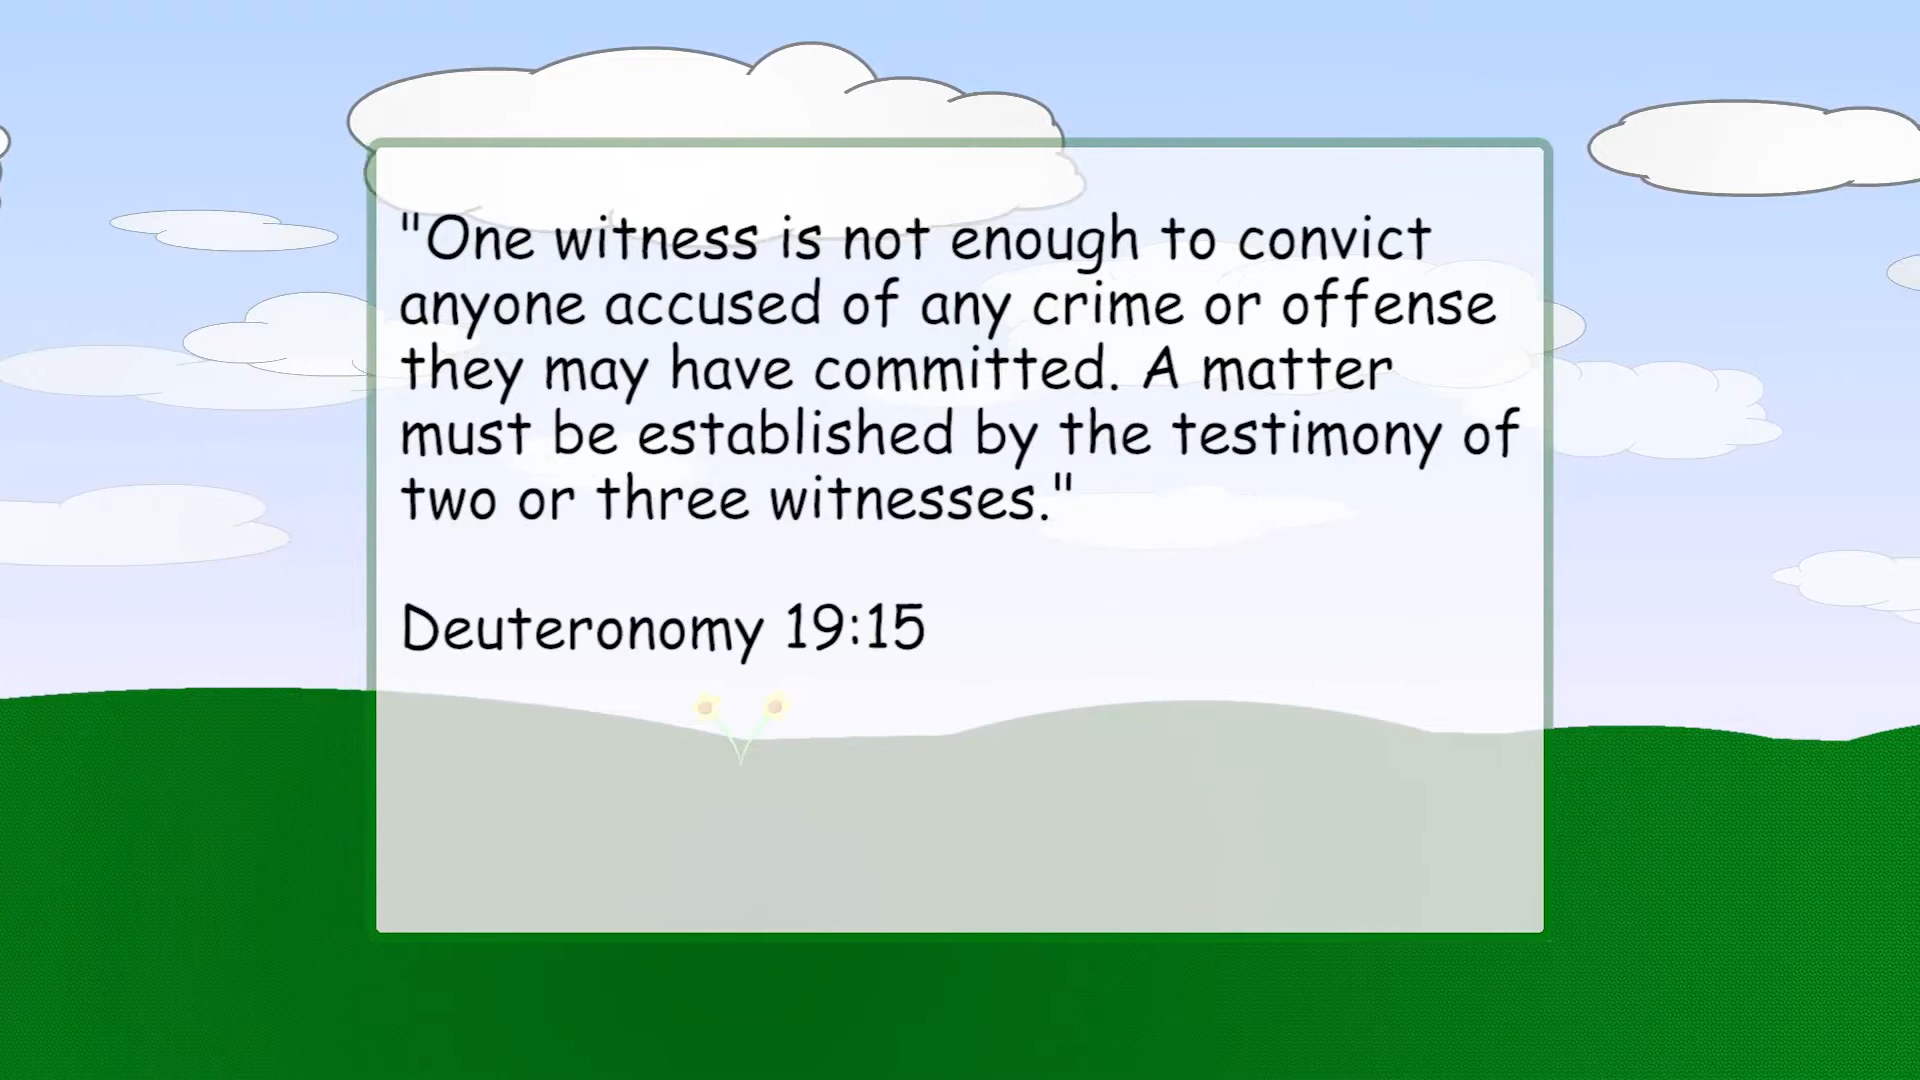 "One witness is not enough to convict
anyone accused of any crime or offense
they may have committed. A matter
must be established by the testimony of
two or three witnesses."
Deuteronomy 19:15